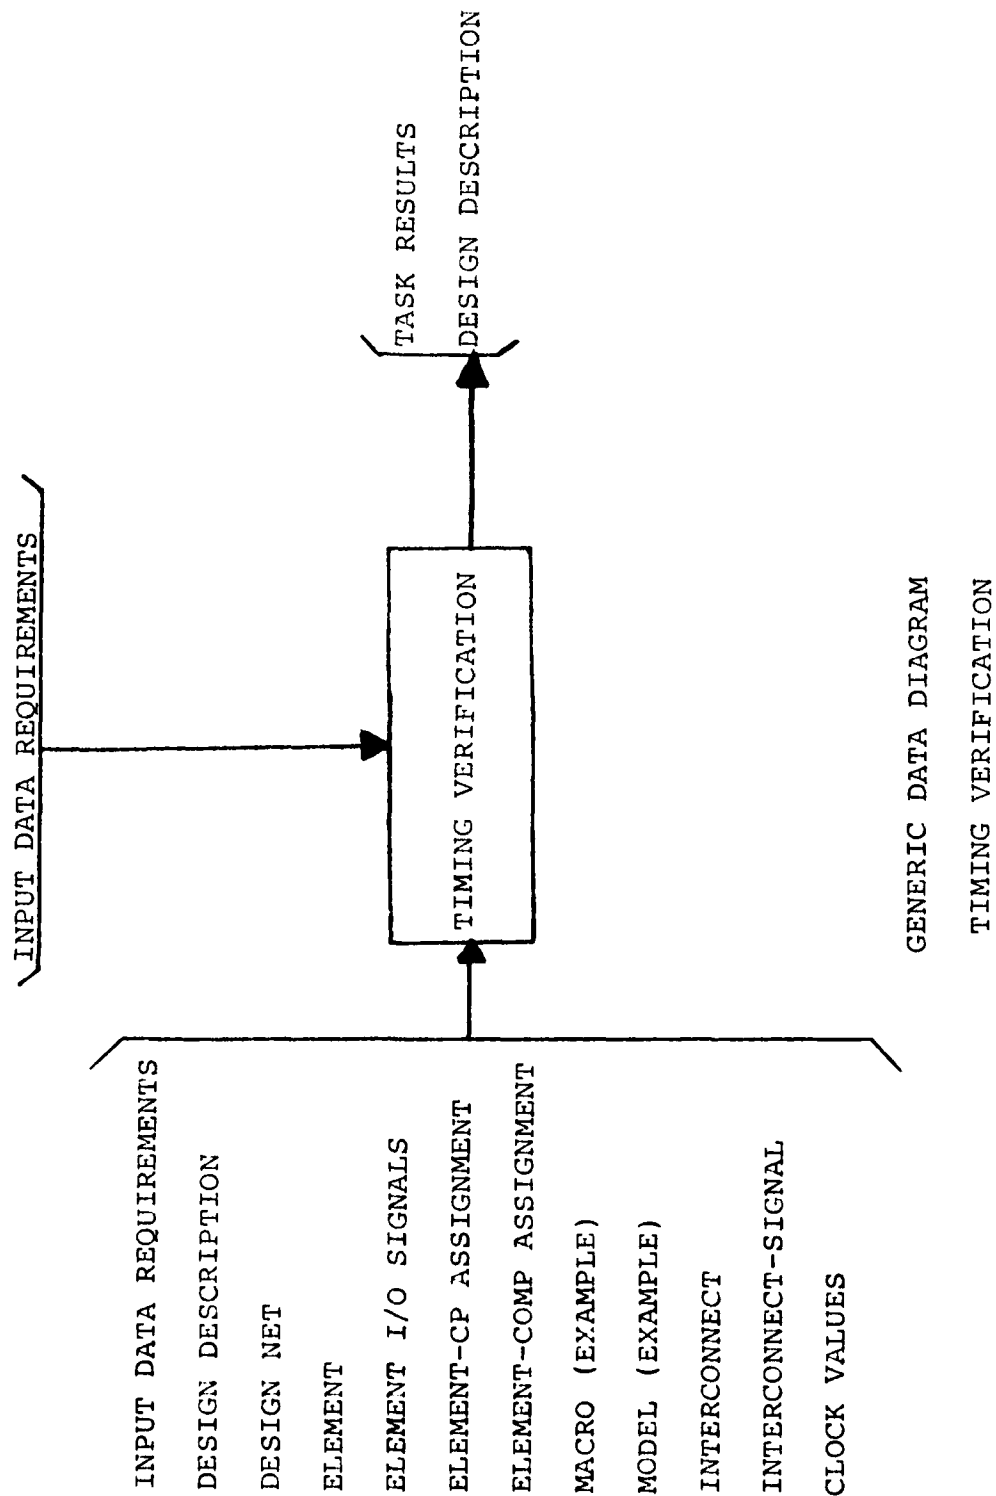 INPUT DATA REQUIREMENTS
INPUT DATA REQUIREMENTS
DESIGN DESCRIPTION
DESIGN NET
ELEMENT
ELEMENT I/O SIGNALS
ELEMENT-CP ASSIGNMENT
ELEMENT-COMP ASSIGNMENT
MACRO (EXAMPLE)
MODEL (EXAMPLE)
INTERCONNECT
INTERCONNECT-SIGNAL
CLOCK VALUES
TIMING VERIFICATION
TASK RESULTS
DESIGN DESCRIPTION
GENERIC DATA DIAGRAM
TIMING VERIFICATION